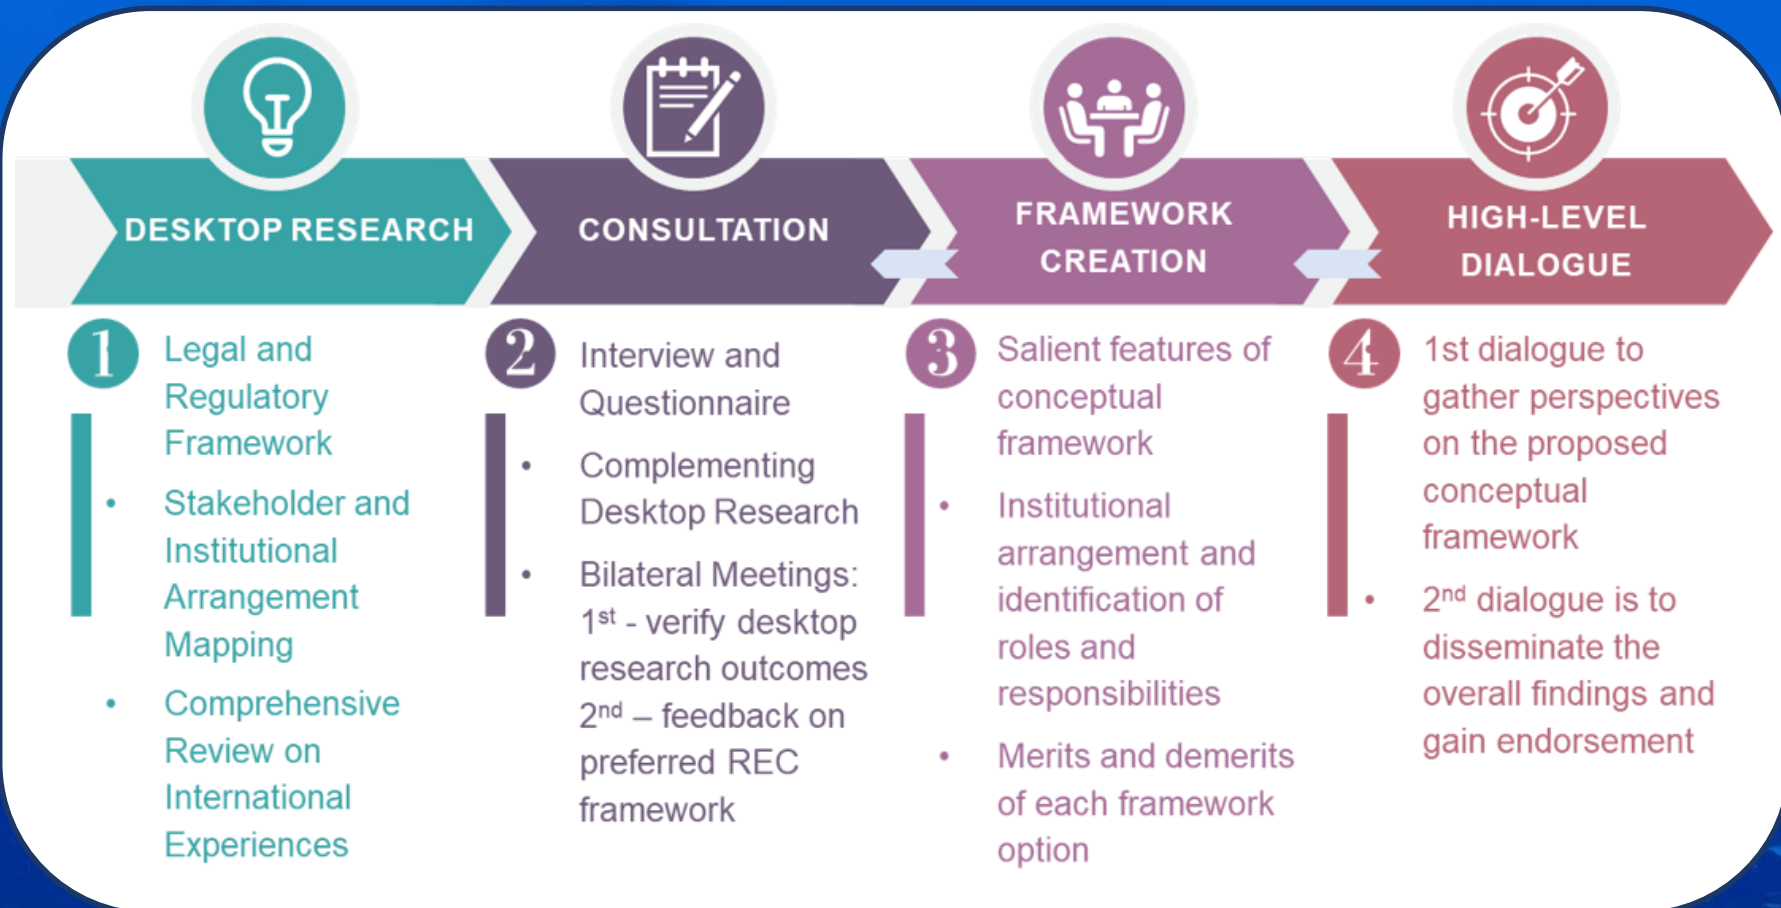 DESKTOP RESEARCH
1
Legal and
Regulatory
Framework
• Stakeholder and
Institutional
Arrangement
Mapping
• Comprehensive
Review on
International
Experiences
CONSULTATION
2
Interview and
Questionnaire
• Complementing
Desktop Research
• Bilateral Meetings:
1st - verify desktop
research outcomes
2nd – feedback on
preferred REC
framework
FRAMEWORK
CREATION
3
Salient features of
conceptual
framework
• Institutional
arrangement and
identification of
roles and
responsibilities
• Merits and demerits
of each framework
option
HIGH-LEVEL
DIALOGUE
4
1st dialogue to
gather perspectives
on the proposed
conceptual
framework
• 2nd dialogue is to
disseminate the
overall findings and
gain endorsement